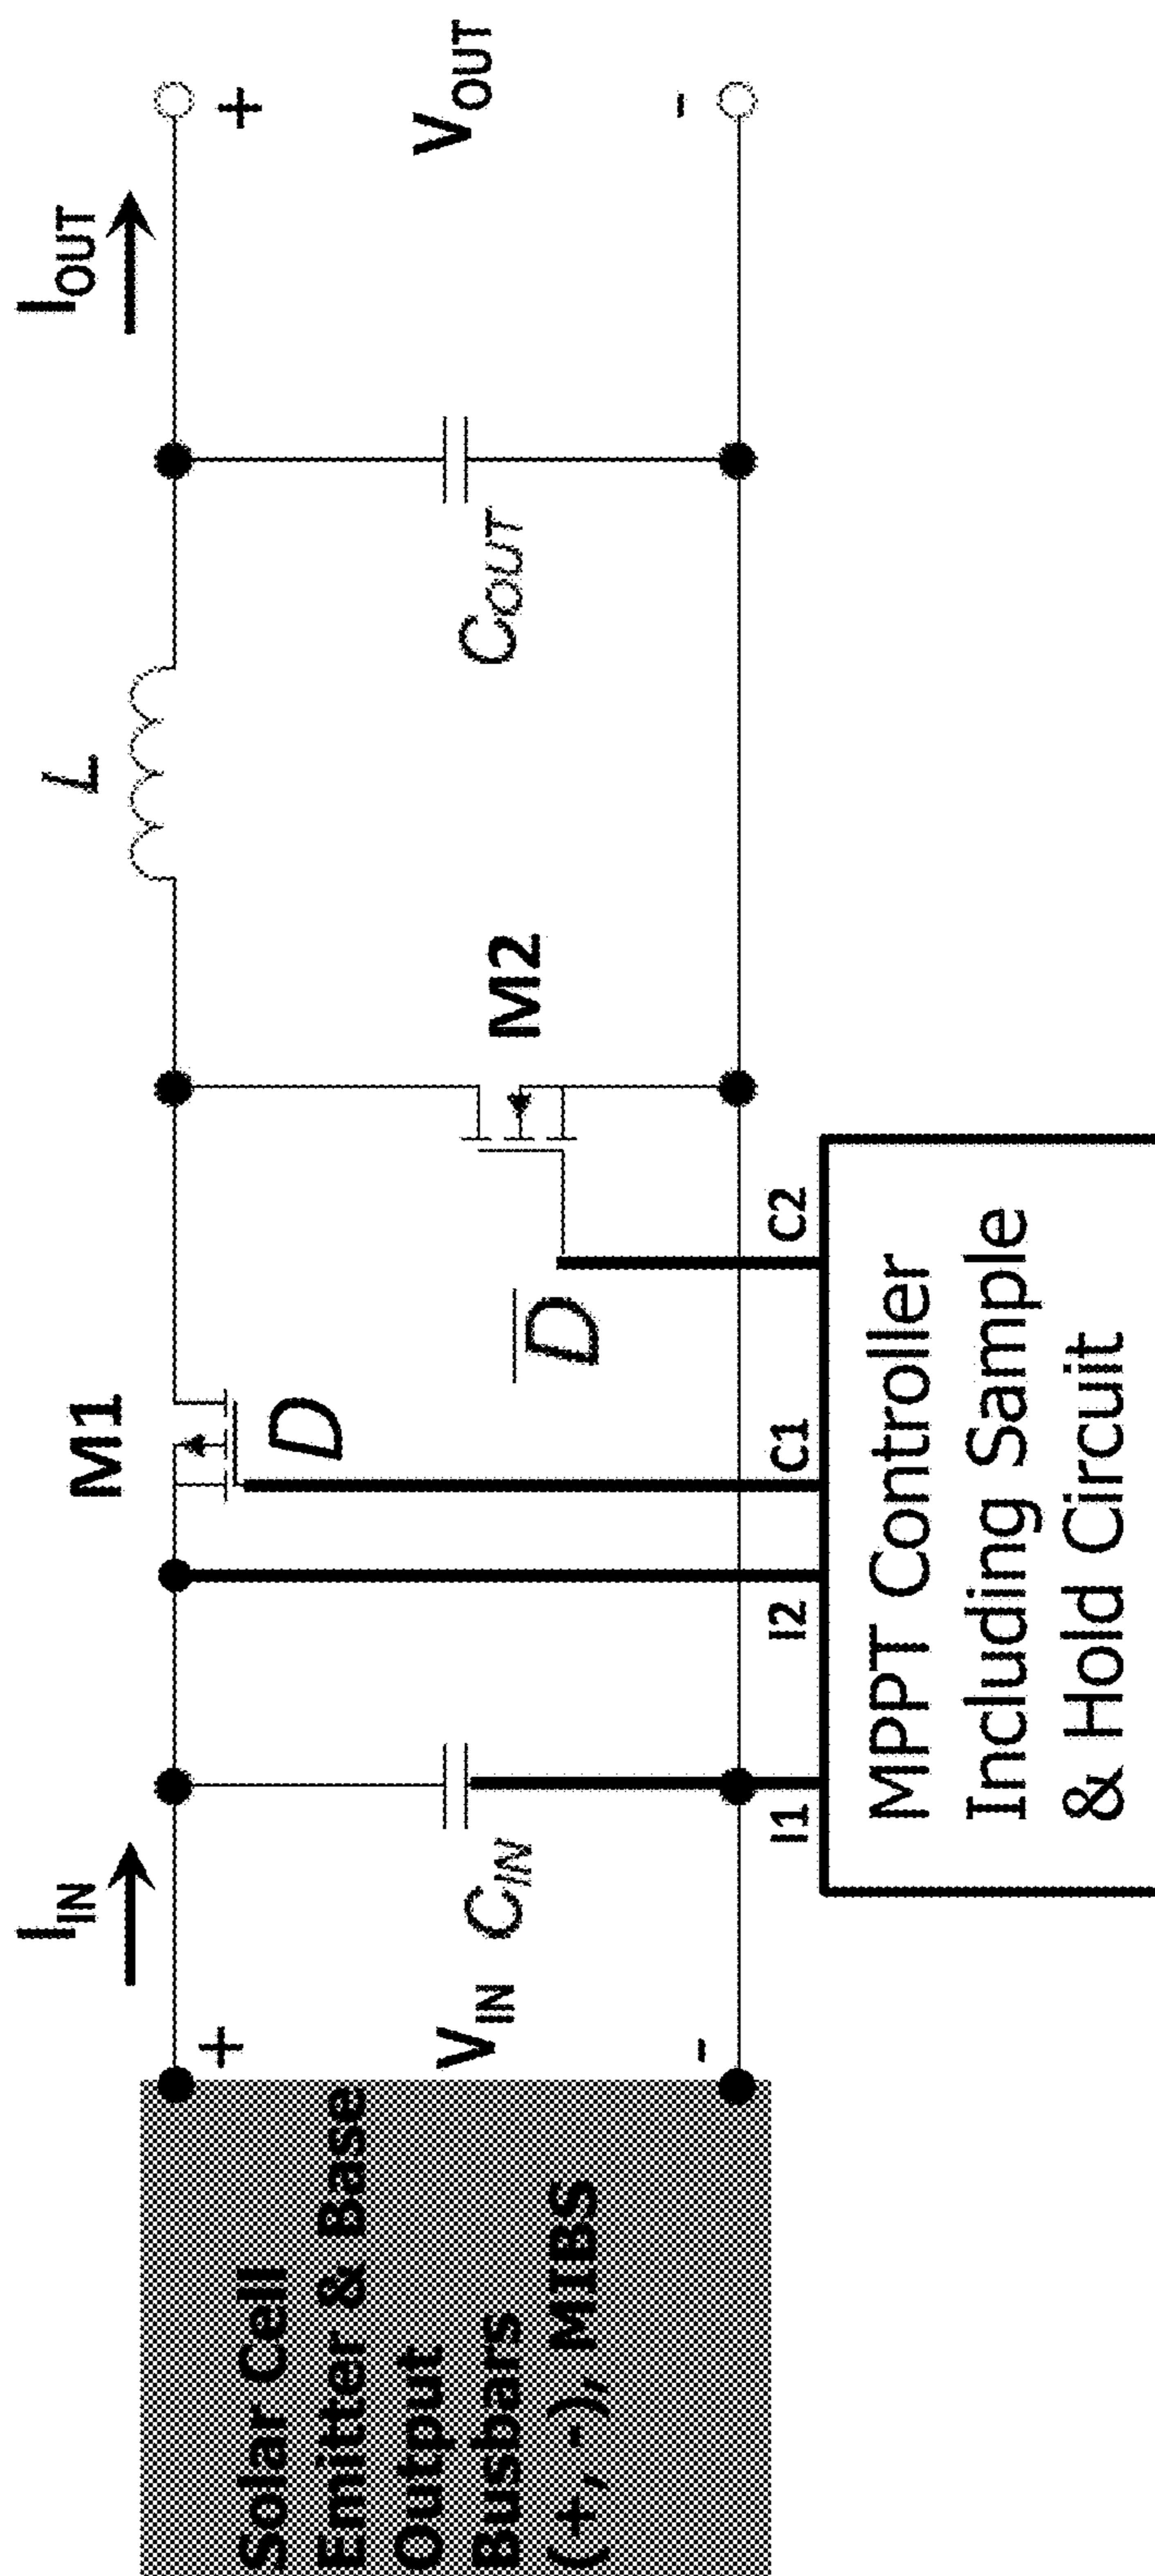 I_IN
I_OUT
M1
L
+
+
Solar Cell
Emitter & Base
Output
Busbars
(+, -), MIBS
V_IN
C_IN
D
D̅
M2
C_OUT
V_OUT
-
-
I1
I2
C1
C2
MPPT Controller
Including Sample
& Hold Circuit